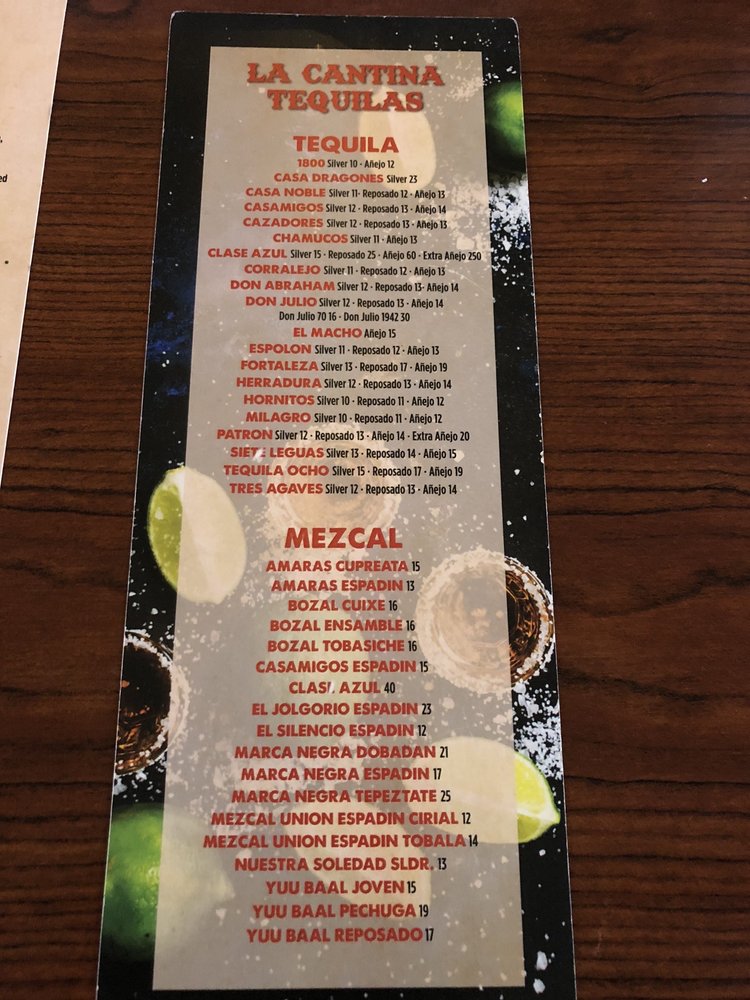 LA CANTINA
TEQUILAS
TEQUILA
1800 Silver 10 · Añejo 12
CASA DRAGONES Silver 23
CASA NOBLE Silver 11 · Reposado 12 · Añejo 13
CASAMIGOS Silver 12 · Reposado 13 · Añejo 14
CAZADORES Silver 12 · Reposado 13 · Añejo 13
CHAMUCOS Silver 11 · Añejo 13
CLASE AZUL Silver 15 · Reposado 25 · Añejo 60 · Extra Añejo 250
CORRALEJO Silver 11 · Reposado 12 · Añejo 13
DON ABRAHAM Silver 12 · Reposado 13 · Añejo 14
DON JULIO Silver 12 · Reposado 13 · Añejo 14
Don Julio 70 16 · Don Julio 1942 30
EL MACHO Añejo 15
ESPOLON Silver 11 · Reposado 12 · Añejo 13
FORTALEZA Silver 13 · Reposado 17 · Añejo 19
HERRADURA Silver 12 · Reposado 13 · Añejo 14
HORNITOS Silver 10 · Reposado 11 · Añejo 12
MILAGRO Silver 10 · Reposado 11 · Añejo 12
PATRON Silver 12 · Reposado 13 · Añejo 14 · Extra Añejo 20
SIETE LEGUAS Silver 13 · Reposado 14 · Añejo 15
TEQUILA OCHO Silver 15 · Reposado 17 · Añejo 19
TRES AGAVES Silver 12 · Reposado 13 · Añejo 14
MEZCAL
AMARAS CUPREATA 15
AMARAS ESPADIN 13
BOZAL CUIXE 16
BOZAL ENSAMBLE 16
BOZAL TOBASICHE 16
CASAMIGOS ESPADIN 15
CLASE AZUL 40
EL JOLGORIO ESPADIN 23
EL SILENCIO ESPADIN 12
MARCA NEGRA DOBADAN 21
MARCA NEGRA ESPADIN 17
MARCA NEGRA TEPEZTATE 25
MEZCAL UNION ESPADIN CIRIAL 12
MEZCAL UNION ESPADIN TOBALA 14
NUESTRA SOLEDAD SLDR. 13
YUU BAAL JOVEN 15
YUU BAAL PECHUGA 19
YUU BAAL REPOSADO 17